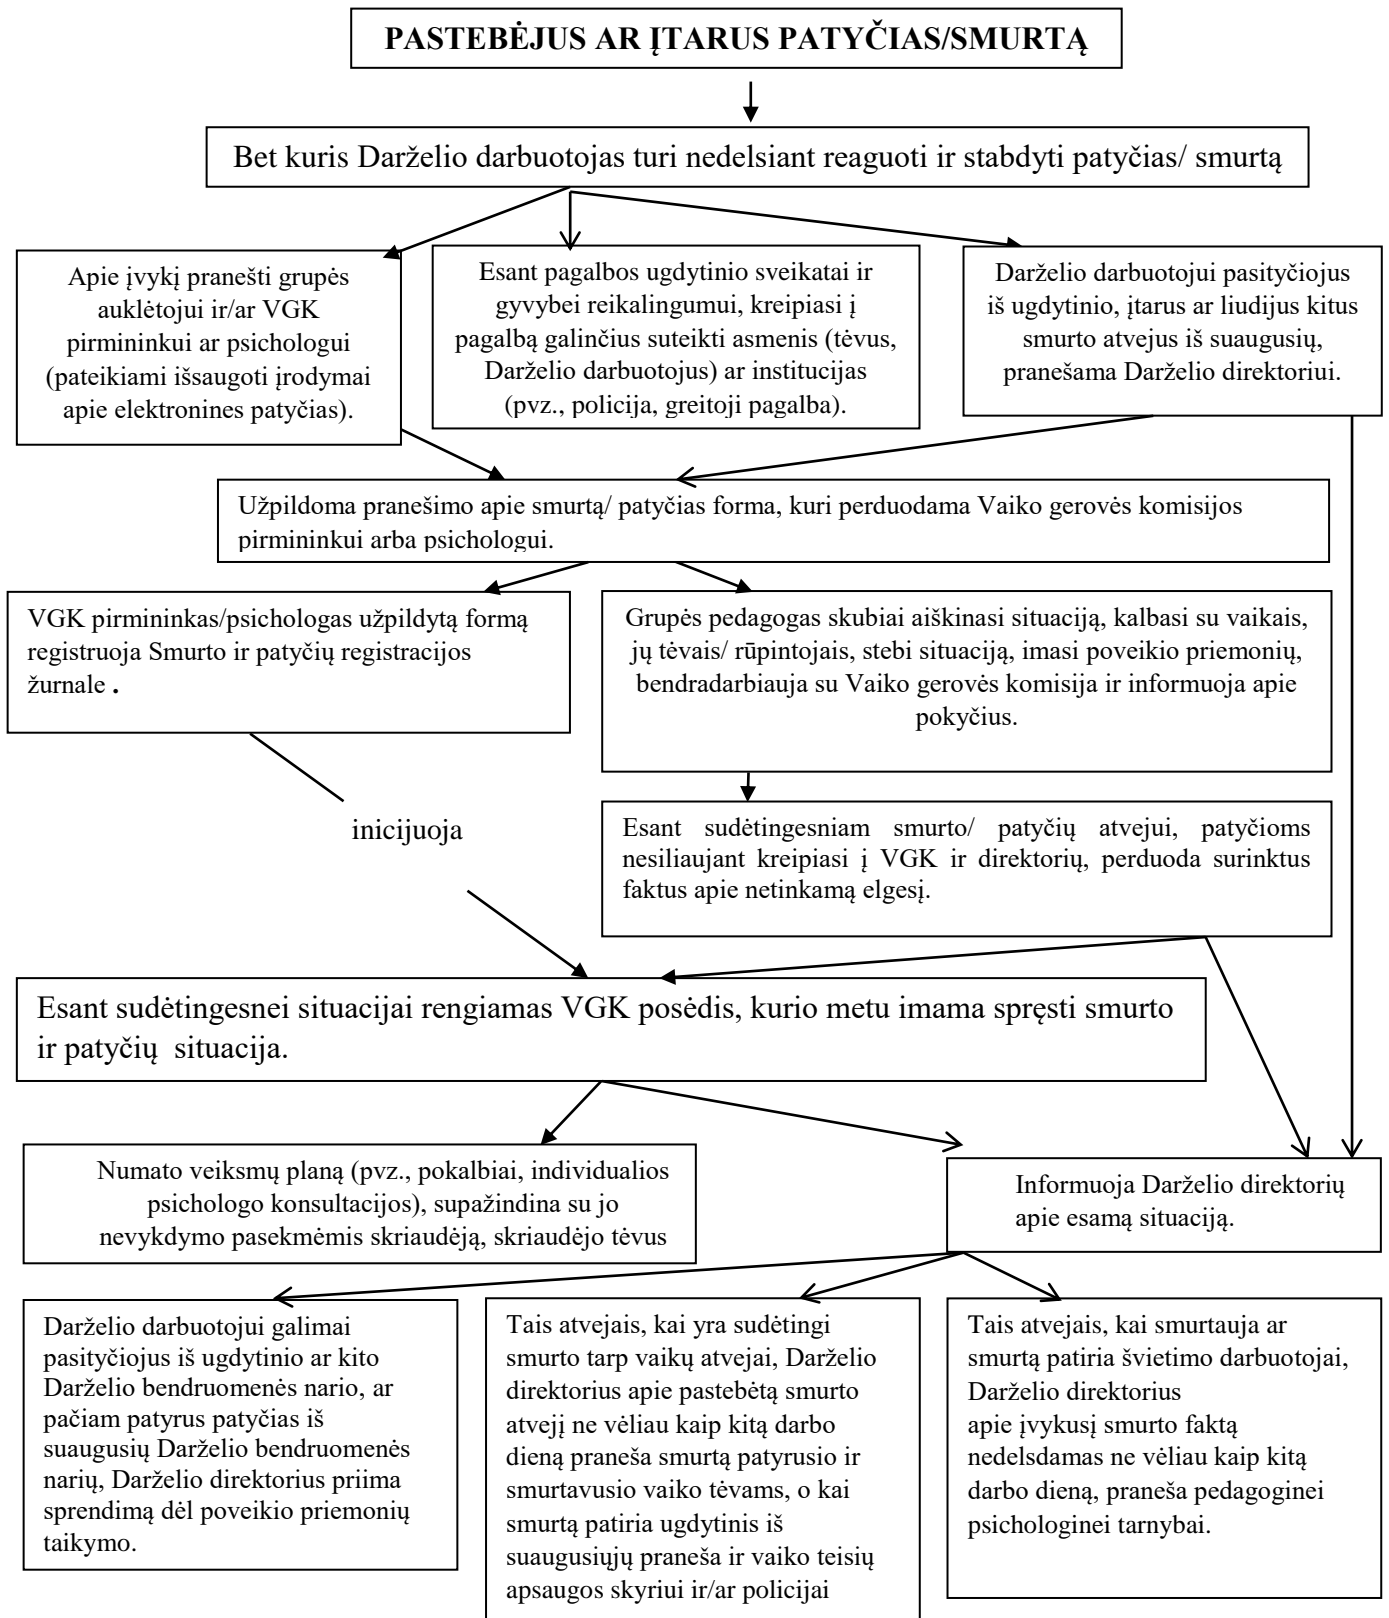 PASTEBĖJUS AR ĮTARUS PATYČIAS/SMURTĄ
Bet kuris Darželio darbuotojas turi nedelsiant reaguoti ir stabdyti patyčias/ smurtą
Apie įvykį pranešti grupės
auklėtojui ir/ar VGK
pirmininkui ar psichologui
(pateikiami išsaugoti įrodymai
apie elektronines patyčias).
Esant pagalbos ugdytinio sveikatai ir
gyvybei reikalingumui, kreipiasi į
pagalbą galinčius suteikti asmenis (tėvus,
Darželio darbuotojus) ar institucijas
(pvz., policija, greitoji pagalba).
Darželio darbuotojui pasityčiojus
iš ugdytinio, įtarus ar liudijus kitus
smurto atvejus iš suaugusių,
pranešama Darželio direktoriui.
Užpildoma pranešimo apie smurtą/ patyčias forma, kuri perduodama Vaiko gerovės komisijos
pirmininkui arba psichologui.
VGK pirmininkas/psichologas užpildytą formą
registruoja Smurto ir patyčių registracijos
žurnale .
Grupės pedagogas skubiai aiškinasi situaciją, kalbasi su vaikais,
jų tėvais/ rūpintojais, stebi situaciją, imasi poveikio priemonių,
bendradarbiauja su Vaiko gerovės komisija ir informuoja apie
pokyčius.
inicijuoja
Esant sudėtingesniam smurto/ patyčių atvejui, patyčioms
nesiliaujant kreipiasi į VGK ir direktorių, perduoda surinktus
faktus apie netinkamą elgesį.
Esant sudėtingesnei situacijai rengiamas VGK posėdis, kurio metu imama spręsti smurto
ir patyčių situacija.
Numato veiksmų planą (pvz., pokalbiai, individualios
psichologo konsultacijos), supažindina su jo
nevykdymo pasekmėmis skriaudėją, skriaudėjo tėvus
Informuoja Darželio direktorių
apie esamą situaciją.
Darželio darbuotojui galimai
pasityčiojus iš ugdytinio ar kito
Darželio bendruomenės nario, ar
pačiam patyrus patyčias iš
suaugusių Darželio bendruomenės
narių, Darželio direktorius priima
sprendimą dėl poveikio priemonių
taikymo.
Tais atvejais, kai yra sudėtingi
smurto tarp vaikų atvejai, Darželio
direktorius apie pastebėtą smurto
atvejį ne vėliau kaip kitą darbo
dieną praneša smurtą patyrusio ir
smurtavusio vaiko tėvams, o kai
smurtą patiria ugdytinis iš
suaugusiųjų praneša ir vaiko teisių
apsaugos skyriui ir/ar policijai
Tais atvejais, kai smurtauja ar
smurtą patiria švietimo darbuotojai,
Darželio direktorius
apie įvykusį smurto faktą
nedelsdamas ne vėliau kaip kitą
darbo dieną, praneša pedagoginei
psichologinei tarnybai.